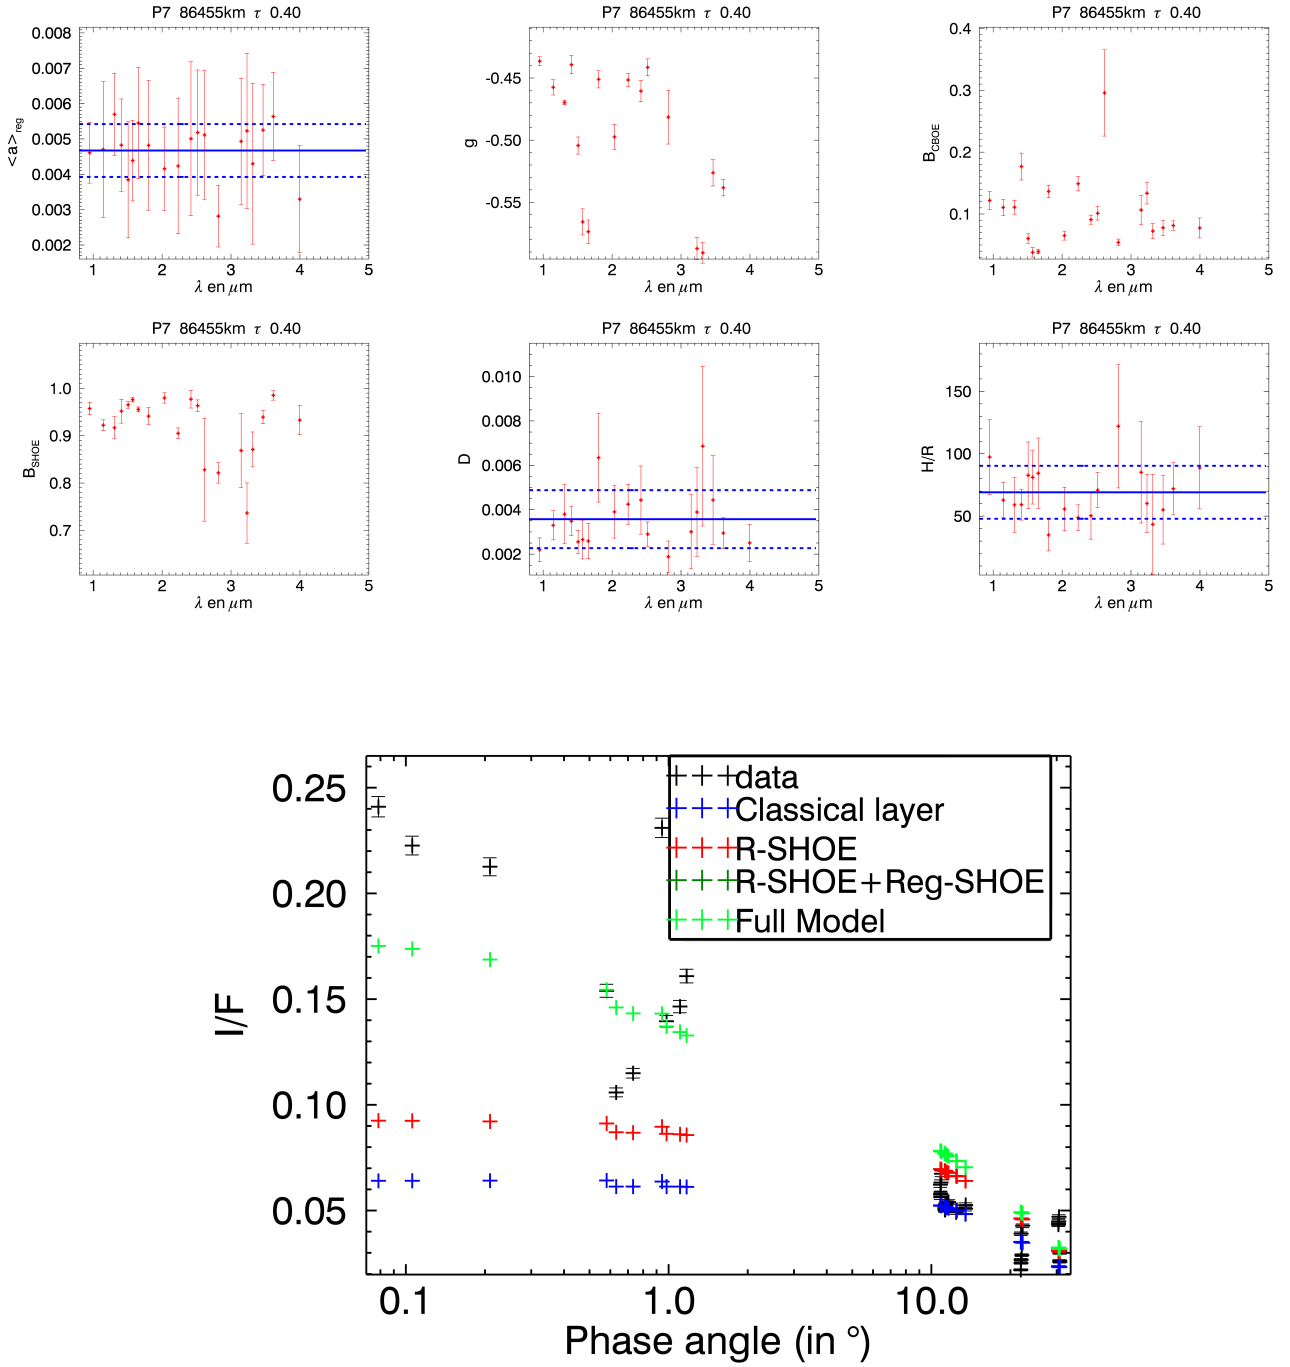 P7 86455km τ 0.40
0.008
0.007
0.006
0.005
0.004
0.003
0.002
<a>reg
1 2 3 4 5
λ en μm
P7 86455km τ 0.40
-0.45
-0.50
-0.55
g
1 2 3 4 5
λ en μm
P7 86455km τ 0.40
0.4
0.3
0.2
0.1
BCBOE
1 2 3 4 5
λ en μm
P7 86455km τ 0.40
1.0
0.9
0.8
0.7
BSHOE
1 2 3 4 5
λ en μm
P7 86455km τ 0.40
0.010
0.008
0.006
0.004
0.002
D
1 2 3 4 5
λ en μm
P7 86455km τ 0.40
150
100
50
H/R
1 2 3 4 5
λ en μm
0.25
0.20
0.15
0.10
0.05
I/F
data
Classical layer
R-SHOE
R-SHOE+Reg-SHOE
Full Model
0.1 1.0 10.0
Phase angle (in °)